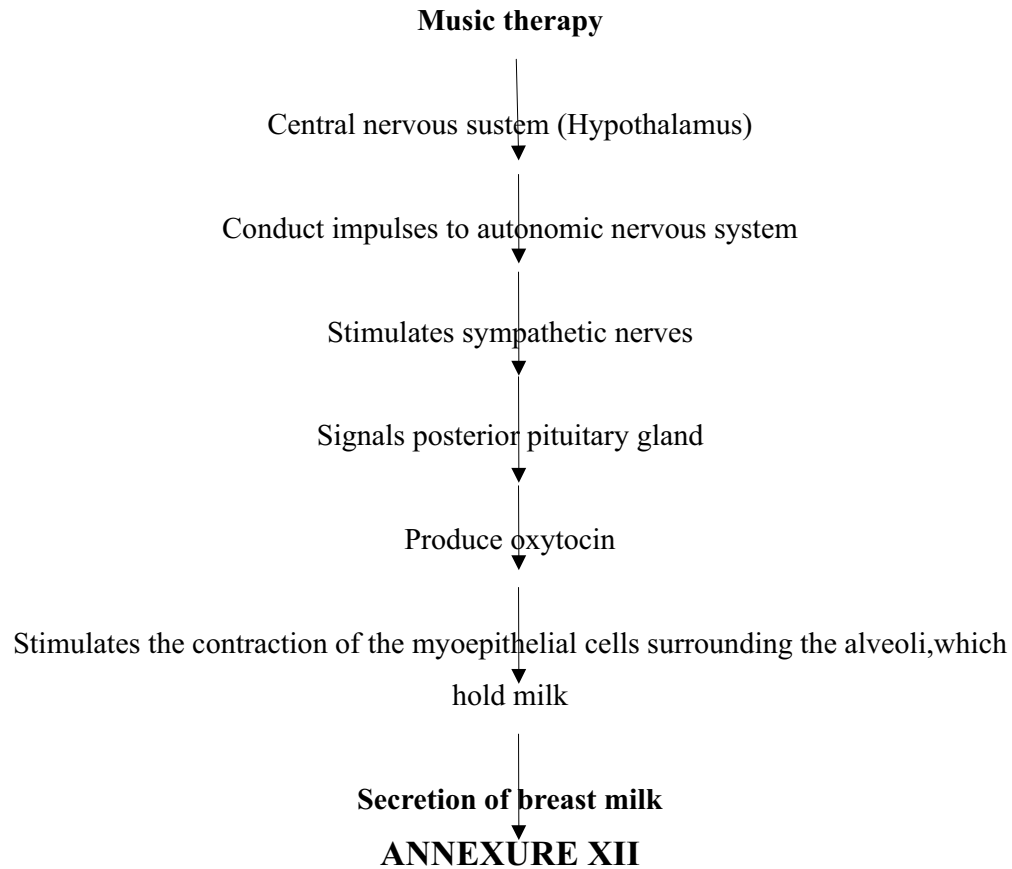 Music therapy
Central nervous sustem (Hypothalamus)
Conduct impulses to autonomic nervous system
Stimulates sympathetic nerves
Signals posterior pituitary gland
Produce oxytocin
Stimulates the contraction of the myoepithelial cells surrounding the alveoli,which
hold milk
Secretion of breast milk
ANNEXURE XII